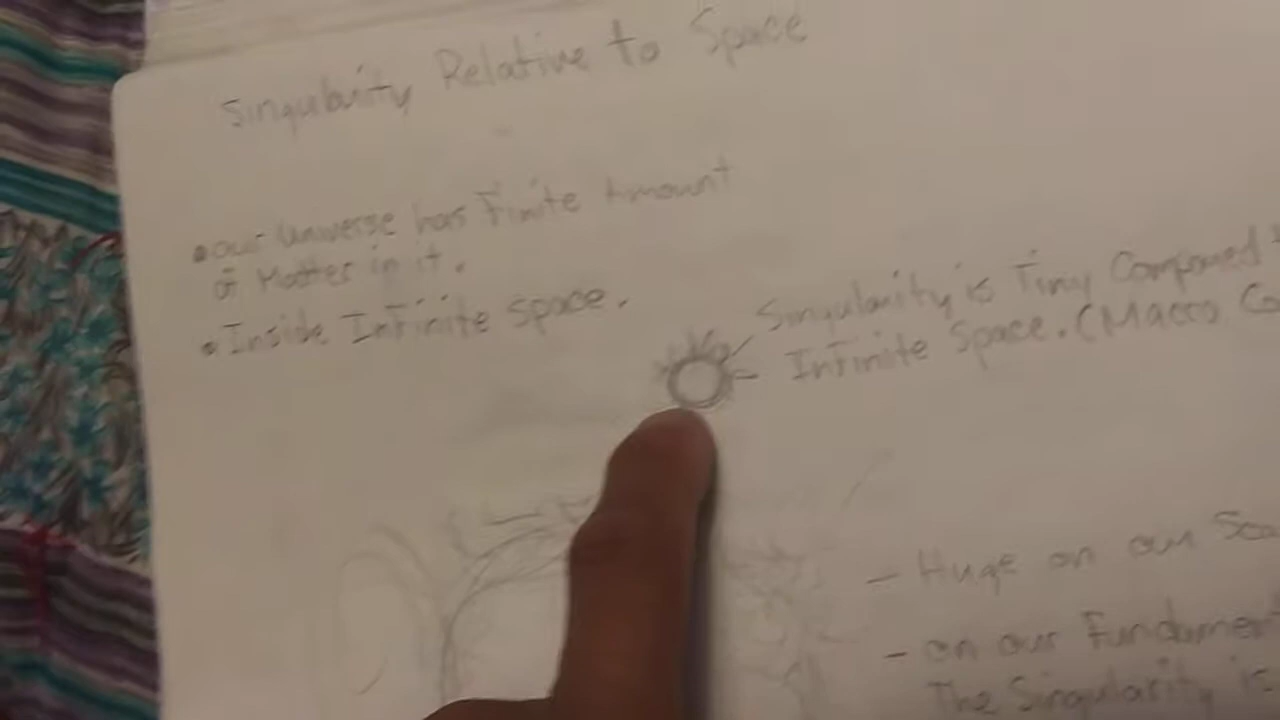 Singularity Relative to Space
• our Universe has Finite Amount
of Matter in it.
• Inside Infinite Space.
Singularity is Tiny Compared
Infinite Space. (Macro
- Huge on our
- on our
The Singularity is